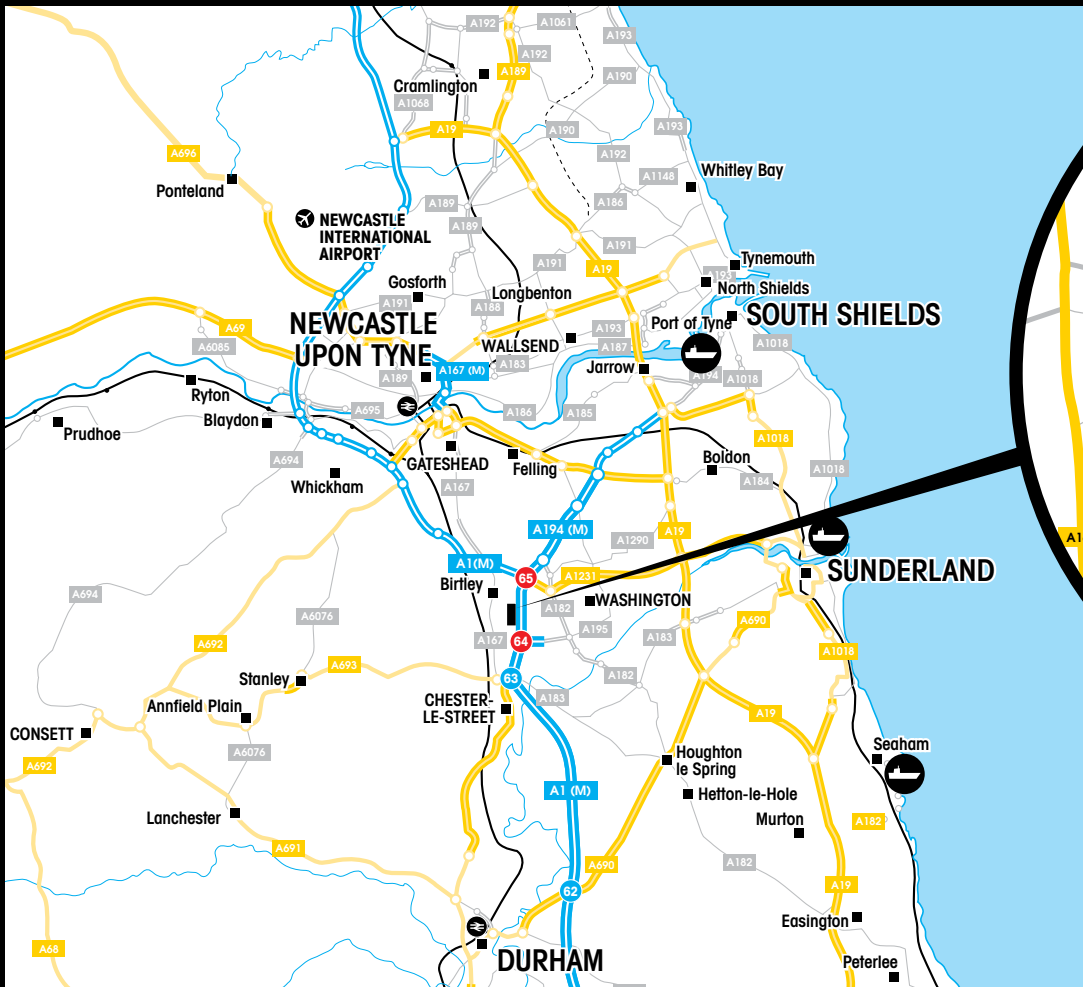 A192
A1061
A193
A192
A189
A190
Cramlington
A1068
A19
A190
A193
A696
A192
Whitley Bay
A1148
Ponteland
A189
A186
NEWCASTLE
INTERNATIONAL
AIRPORT
A189
A191
Tynemouth
A191
A19
A193
Gosforth
Longbenton
North Shields
A191
A188
NEWCASTLE
UPON TYNE
Port of Tyne
SOUTH SHIELDS
A69
A193
A6085
WALLSEND
A187
A1018
A183
Jarrow
A167 (M)
A189
A194
A1018
Ryton
A695
A186
A185
Blaydon
Prudhoe
A1018
A694
GATESHEAD
Felling
Boldon
A1018
Whickham
A167
A184
A194 (M)
A19
A1
A1290
A1(M)
SUNDERLAND
65
A1231
Birtley
A694
WASHINGTON
A182
A6076
A195
A690
A692
A167
64
A183
A1018
A693
Stanley
63
A182
Annfield Plain
CHESTER-
LE-STREET
A183
A19
CONSETT
A6076
Seaham
Houghton
le Spring
A692
A1 (M)
Hetton-le-Hole
Lanchester
Murton
A182
A691
A690
A182
62
A19
Easington
A68
DURHAM
Peterlee